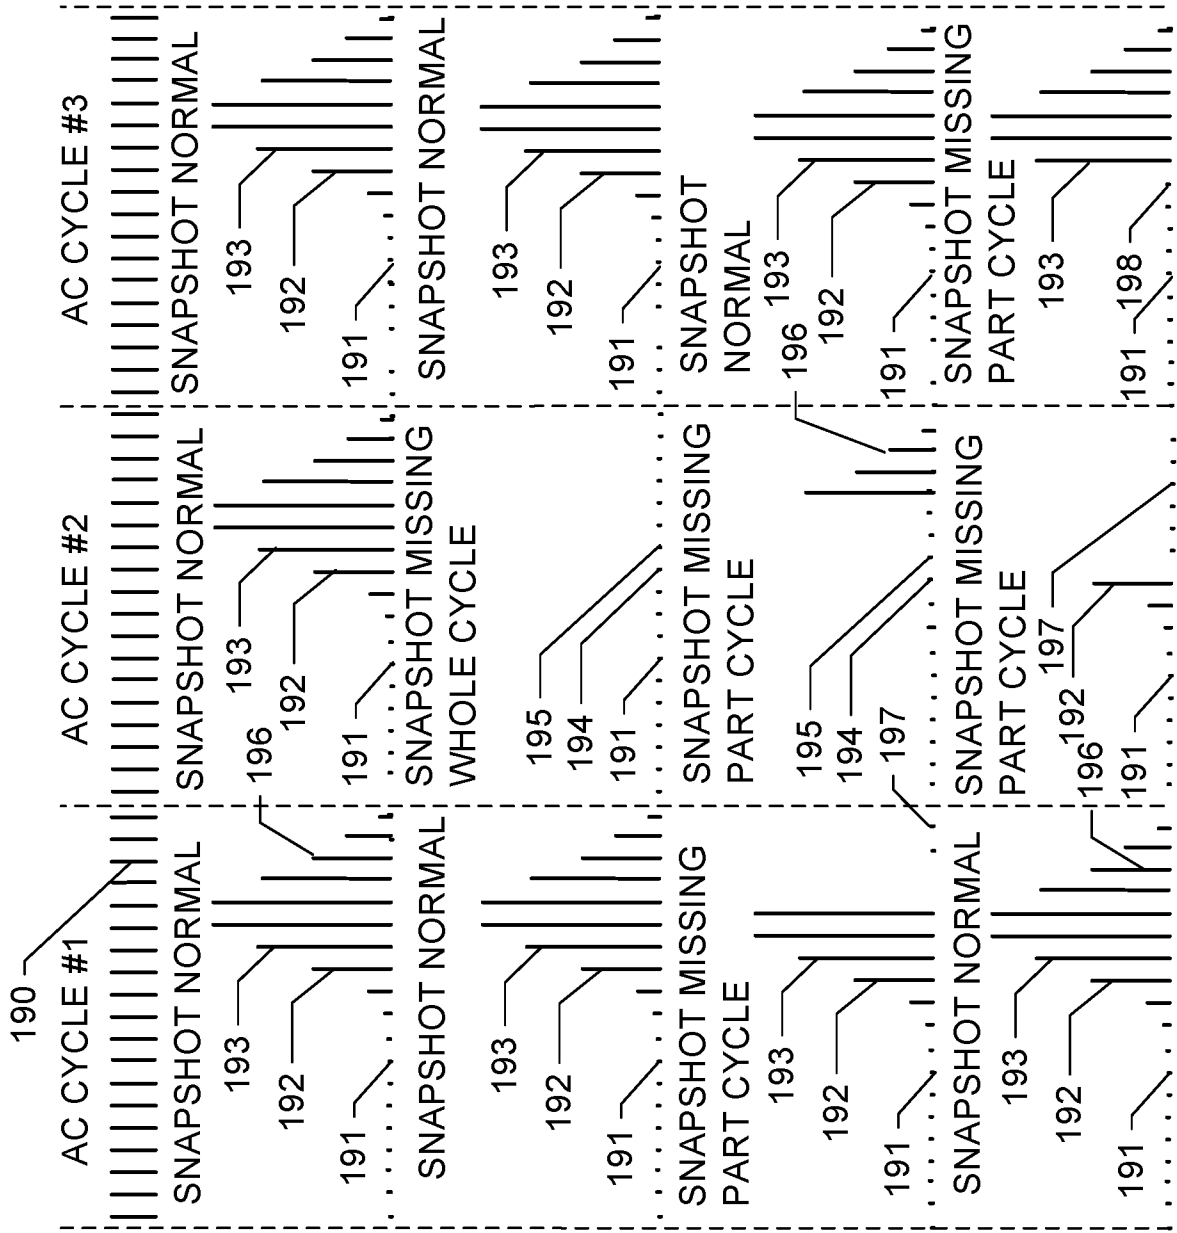 190
AC CYCLE #1
AC CYCLE #2
AC CYCLE #3
SNAPSHOT NORMAL
193
192
191
196
SNAPSHOT NORMAL
193
192
191
SNAPSHOT NORMAL
193
192
191
SNAPSHOT NORMAL
193
192
191
SNAPSHOT MISSING
WHOLE CYCLE
195
194
191
SNAPSHOT NORMAL
193
192
191
SNAPSHOT MISSING
PART CYCLE
193
192
191
197
SNAPSHOT MISSING
PART CYCLE
195
194
196
SNAPSHOT
NORMAL
193
192
191
SNAPSHOT NORMAL
193
192
191
196
SNAPSHOT MISSING
PART CYCLE
197
192
191
SNAPSHOT MISSING
PART CYCLE
193
198
191